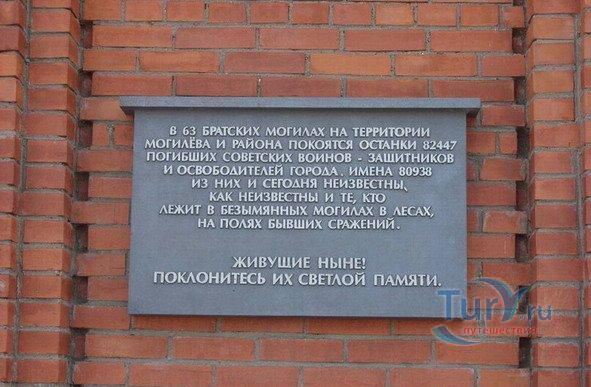 В 63 БРАТСКИХ МОГИЛАХ НА ТЕРРИТОРИИ
МОГИЛЁВА И РАЙОНА ПОКОЯТСЯ ОСТАНКИ 82447
ПОГИБШИХ СОВЕТСКИХ ВОИНОВ - ЗАЩИТНИКОВ
И ОСВОБОДИТЕЛЕЙ ГОРОДА. ИМЕНА 80938
ИЗ НИХ И СЕГОДНЯ НЕИЗВЕСТНЫ,
КАК НЕИЗВЕСТНЫ И ТЕ, КТО
ЛЕЖИТ В БЕЗЫМЯННЫХ МОГИЛАХ В ЛЕСАХ,
НА ПОЛЯХ БЫВШИХ СРАЖЕНИЙ.
ЖИВУЩИЕ НЫНЕ!
ПОКЛОНИТЕСЬ ИХ СВЕТЛОЙ ПАМЯТИ.
TurY.ru
путешествия